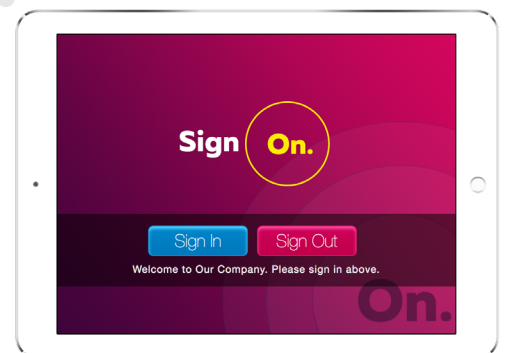 Sign On.
Sign In Sign Out
Welcome to Our Company. Please sign in above.
On.